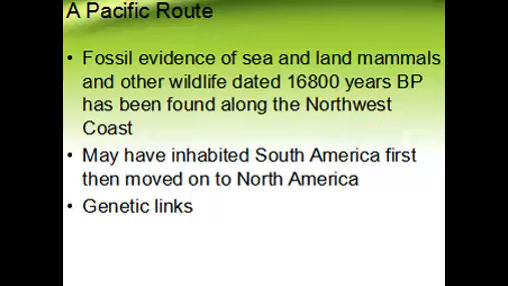 A Pacific Route
• Fossil evidence of sea and land mammals
and other wildlife dated 16800 years BP
has been found along the Northwest
Coast
• May have inhabited South America first
then moved on to North America
• Genetic links